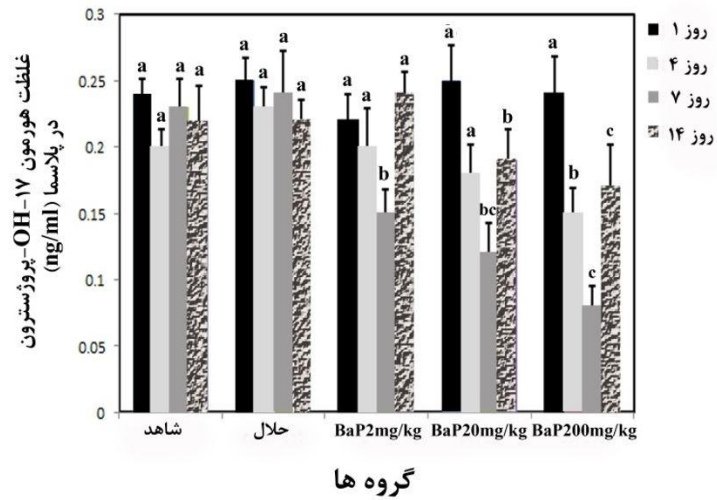 غلظت هورمون ۱۷-OH-پروژسترون
در پلاسما (ng/ml)
0.3
0.25
0.2
0.15
0.1
0.05
0
a a a a
a a a a
a a b a
a a bc b
a b c c
شاهد
حلال
BaP2mg/kg
BaP20mg/kg
BaP200mg/kg
گروه ها
روز ۱
روز ۴
روز ۷
روز ۱۴